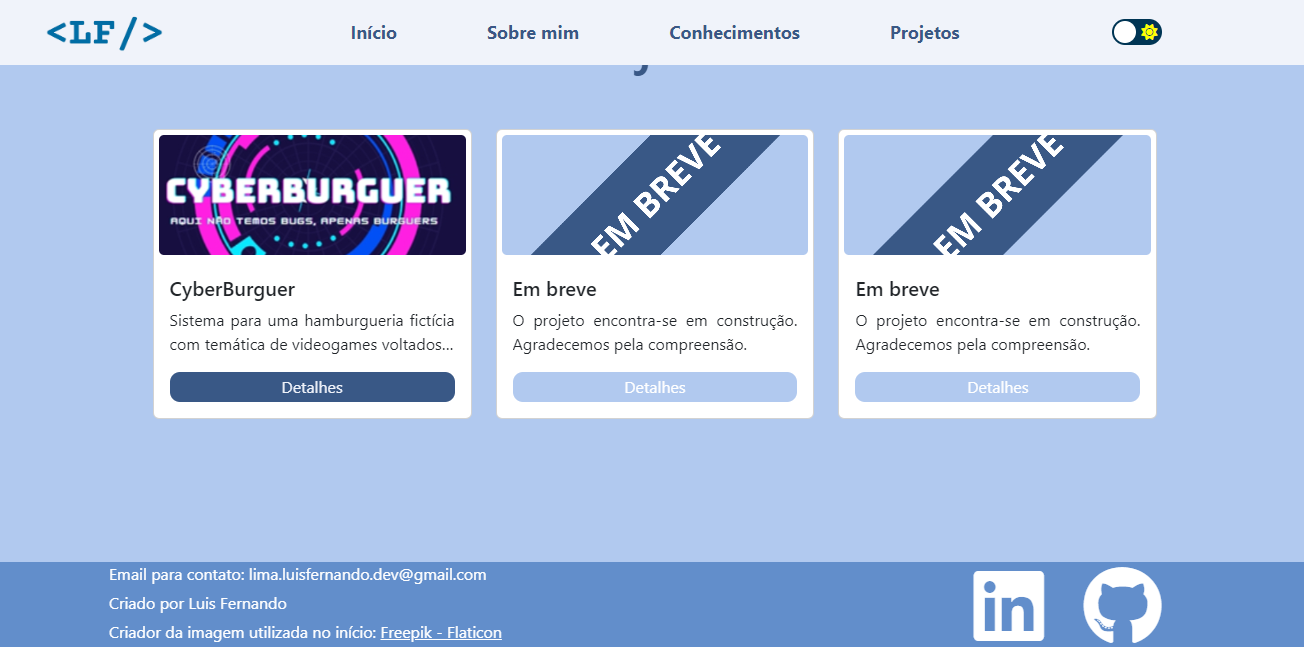 <LF/>
Início Sobre mim Conhecimentos Projetos
CYBERBURGUER
AQUI NÃO TEMOS BUGS, APENAS BURGUERS
EM BREVE
EM BREVE
CyberBurguer
Sistema para uma hamburgueria fictícia
com temática de videogames voltados...
Detalhes
Em breve
O projeto encontra-se em construção.
Agradecemos pela compreensão.
Detalhes
Em breve
O projeto encontra-se em construção.
Agradecemos pela compreensão.
Detalhes
Email para contato: lima.luisfernando.dev@gmail.com
Criado por Luis Fernando
Criador da imagem utilizada no início: Freepik - Flaticon
in